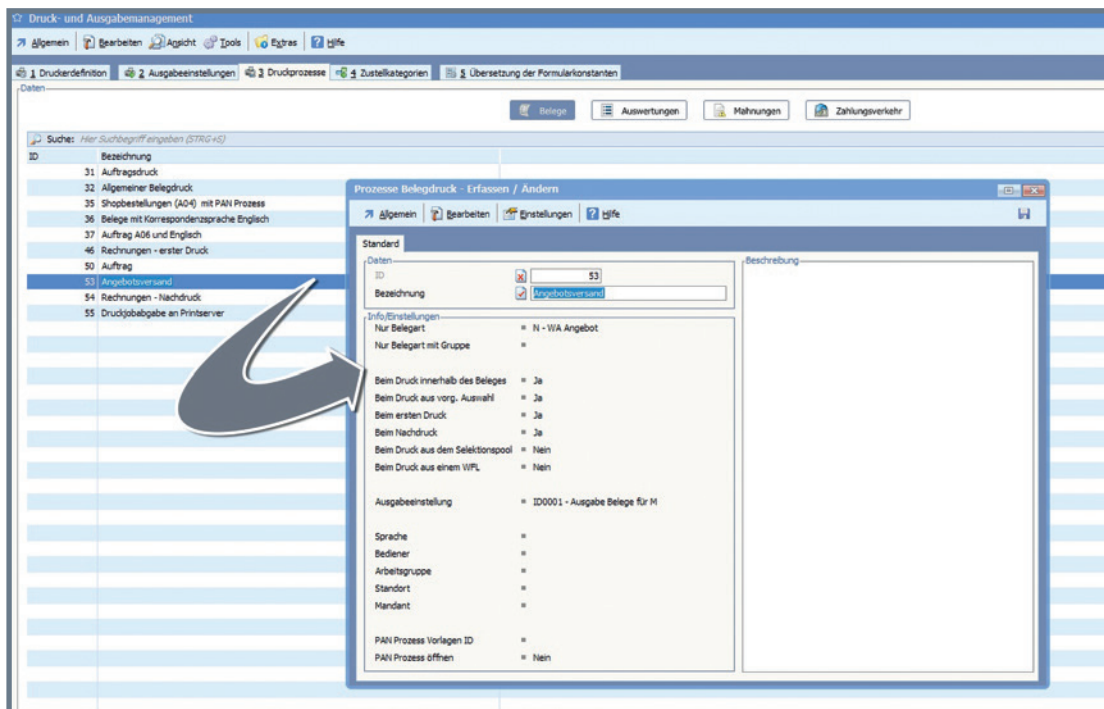 Druck- und Ausgabemanagement
Allgemein Bearbeiten Ansicht Tools Extras Hilfe
1 Druckerdefinition 2 Ausgabeeinstellungen 3 Druckprozesse 4 Zustellkategorien 5 Übersetzung der Formularkonstanten
Daten
Belege Auswertungen Mahnungen Zahlungsverkehr
Suche: Hier Suchbegriff eingeben (STRG+S)
ID Bezeichnung
31 Auftragsdruck
32 Allgemeiner Belegdruck
35 Shopbestellungen (A04) mit PAN Prozess
36 Belege mit Korrespondenzsprache Englisch
37 Auftrag A06 und Englisch
46 Rechnungen - erster Druck
50 Auftrag
53 Angebotsversand
54 Rechnungen - Nachdruck
55 Druckjobabgabe an Printserver
Prozesse Belegdruck - Erfassen / Ändern
Allgemein Bearbeiten Einstellungen Hilfe
Standard
Daten
ID 53
Bezeichnung Angebotsversand
Info/Einstellungen
Nur Belegart = N - WA Angebot
Nur Belegart mit Gruppe =
Beim Druck innerhalb des Beleges = Ja
Beim Druck aus vorg. Auswahl = Ja
Beim ersten Druck = Ja
Beim Nachdruck = Ja
Beim Druck aus dem Selektionspool = Nein
Beim Druck aus einem WFL = Nein
Ausgabeeinstellung = ID0001 - Ausgabe Belege für M
Sprache =
Bediener =
Arbeitsgruppe =
Standort =
Mandant =
PAN Prozess Vorlagen ID =
PAN Prozess öffnen = Nein
Beschreibung